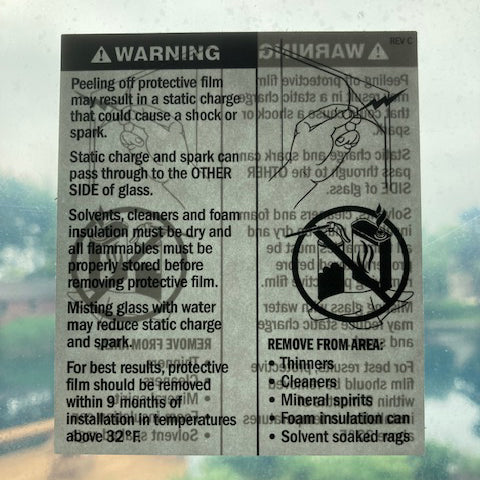 REV C
WARNING
Peeling off protective film
may result in a static charge
that could cause a shock or
spark.
Static charge and spark can
pass through to the OTHER
SIDE of glass.
Solvents, cleaners and foam
insulation must be dry and
all flammables must be
properly stored before
removing protective film.
Misting glass with water
may reduce static charge
and spark.
For best results, protective
film should be removed
within 9 months of
installation in temperatures
above 32°F.
REMOVE FROM AREA:
• Thinners
• Cleaners
• Mineral spirits
• Foam insulation can
• Solvent soaked rags